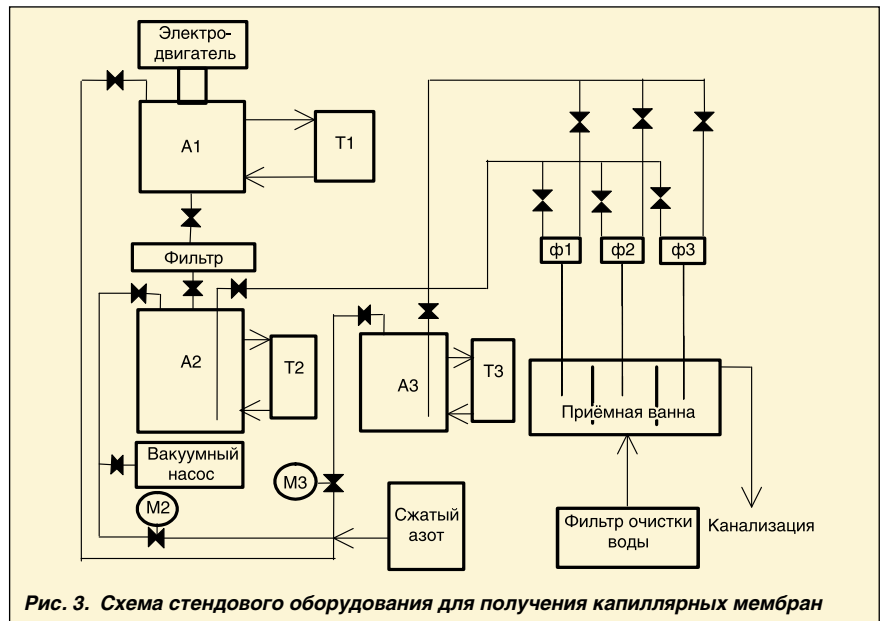 Электро-
двигатель
А1
Т1
Фильтр
ф1
ф2
ф3
А2
Т2
А3
Т3
Приёмная ванна
Вакуумный
насос
М3
М2
Сжатый
азот
Фильтр очистки
воды
Канализация
Рис. 3. Схема стендового оборудования для получения капиллярных мембран